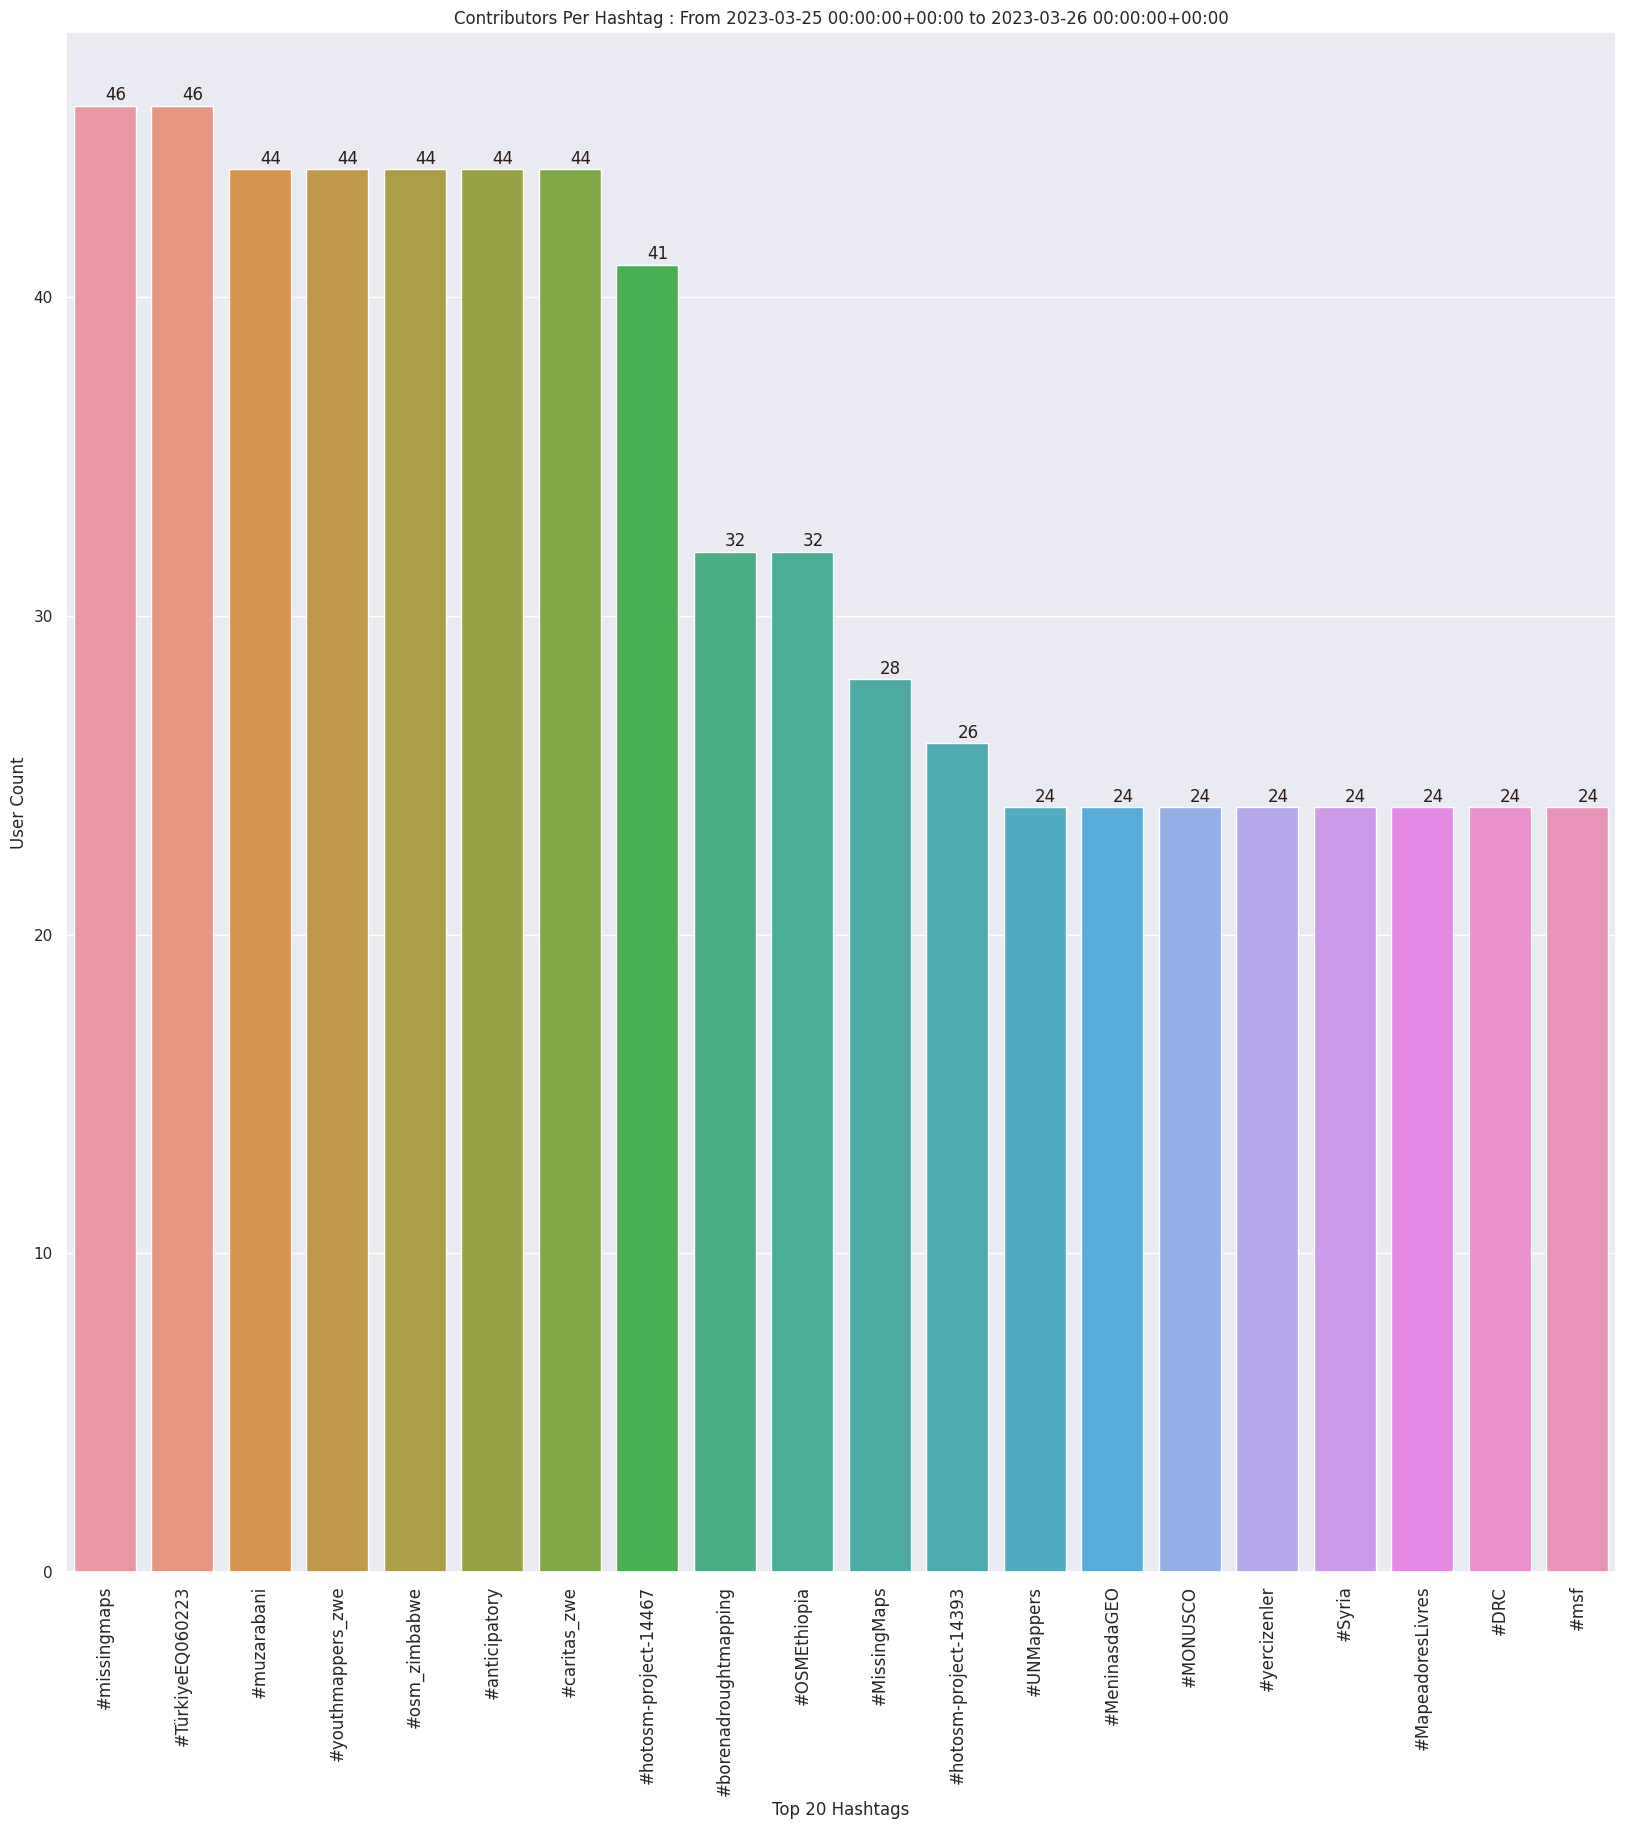 Contributors Per Hashtag : From 2023-03-25 00:00:00+00:00 to 2023-03-26 00:00:00+00:00
46
46
44
44
44
44
44
41
32
32
28
26
24
24
24
24
24
24
24
24
User Count
40
30
20
10
0
#missingmaps
#TürkiyeEQ060223
#muzarabani
#youthmappers_zwe
#osm_zimbabwe
#anticipatory
#caritas_zwe
#hotosm-project-14467
#borenadroughtmapping
#OSMEthiopia
#MissingMaps
#hotosm-project-14393
#UNMappers
#MeninasdaGEO
#MONUSCO
#yercizenler
#Syria
#MapeadoresLivres
#DRC
#msf
Top 20 Hashtags